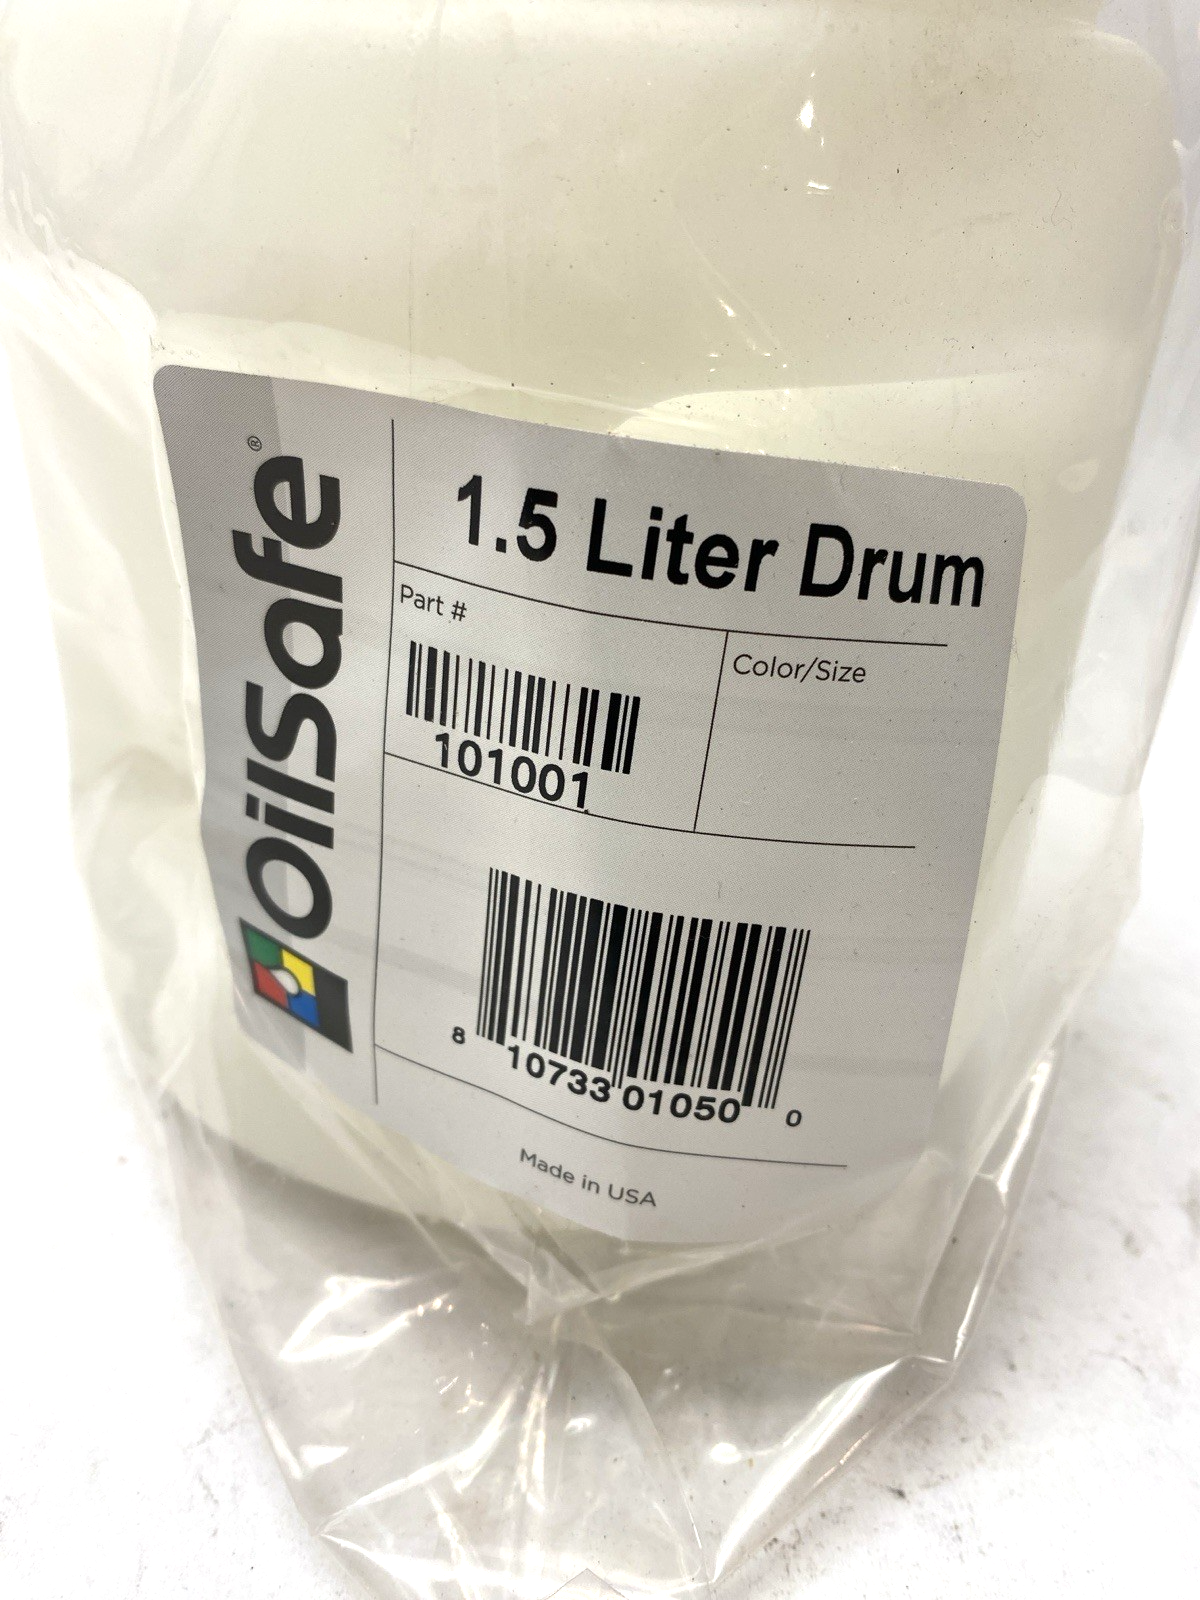 OilSafe®
1.5 Liter Drum
Part #
101001
Color/Size
8 10733 01050 0
Made in USA